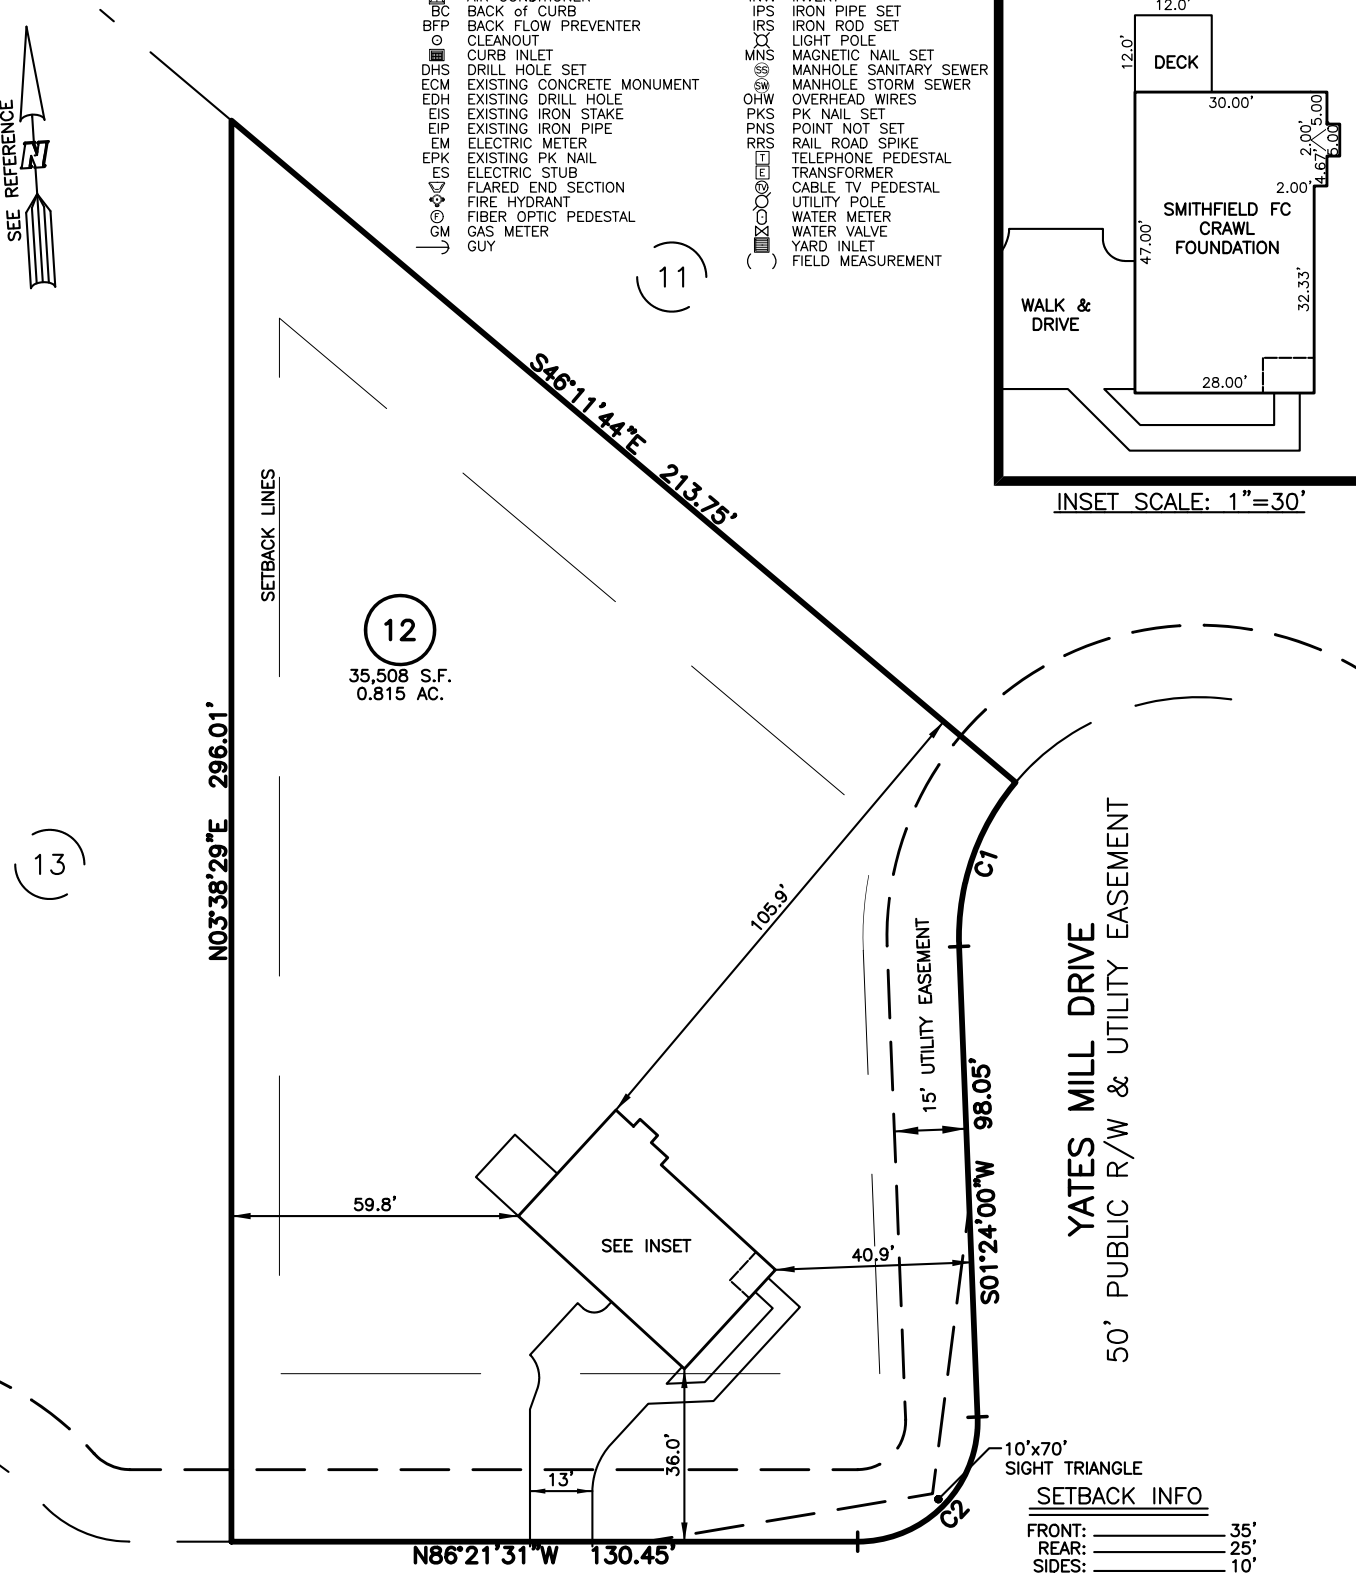 BC BACK of CURB
BFP BACK FLOW PREVENTER
CLEANOUT
CURB INLET
DHS DRILL HOLE SET
ECM EXISTING CONCRETE MONUMENT
EDH EXISTING DRILL HOLE
EIS EXISTING IRON STAKE
EIP EXISTING IRON PIPE
EM ELECTRIC METER
EPK EXISTING PK NAIL
ES ELECTRIC STUB
FLARED END SECTION
FIRE HYDRANT
F FIBER OPTIC PEDESTAL
GM GAS METER
GUY
IPS IRON PIPE SET
IRS IRON ROD SET
LIGHT POLE
MNS MAGNETIC NAIL SET
SS MANHOLE SANITARY SEWER
SW MANHOLE STORM SEWER
OHW OVERHEAD WIRES
PKS PK NAIL SET
PNS POINT NOT SET
RRS RAIL ROAD SPIKE
T TELEPHONE PEDESTAL
E TRANSFORMER
TV CABLE TV PEDESTAL
UTILITY POLE
WATER METER
WATER VALVE
YARD INLET
( ) FIELD MEASUREMENT
12.0'
12.0'
DECK
30.00'
5.00
2.00'
5.00
4.67'
2.00'
SMITHFIELD FC
CRAWL
FOUNDATION
47.00'
32.33'
WALK &
DRIVE
28.00'
INSET SCALE: 1"=30'
SEE REFERENCE
N
11
S46°11'44"E 213.75'
SETBACK LINES
12
35,508 S.F.
0.815 AC.
N03°38'29"E 296.01'
13
105.9'
C1
15' UTILITY EASEMENT
S01°24'00"W 98.05'
YATES MILL DRIVE
50' PUBLIC R/W & UTILITY EASEMENT
59.8'
SEE INSET
40.9'
36.0'
13'
10'x70'
SIGHT TRIANGLE
C2
N86°21'31"W 130.45'
SETBACK INFO
FRONT: 35'
REAR: 25'
SIDES: 10'